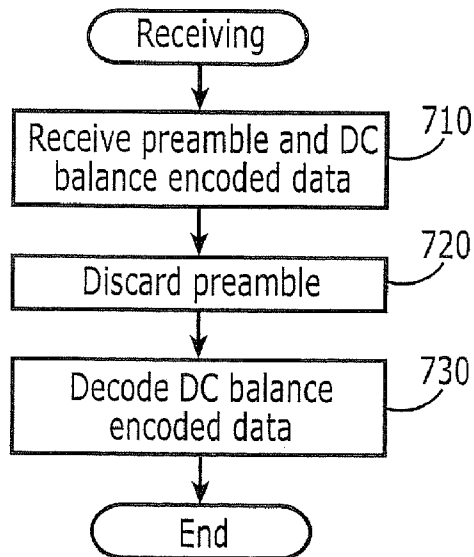 Receiving
710
Receive preamble and DC
balance encoded data
720
Discard preamble
730
Decode DC balance
encoded data
End